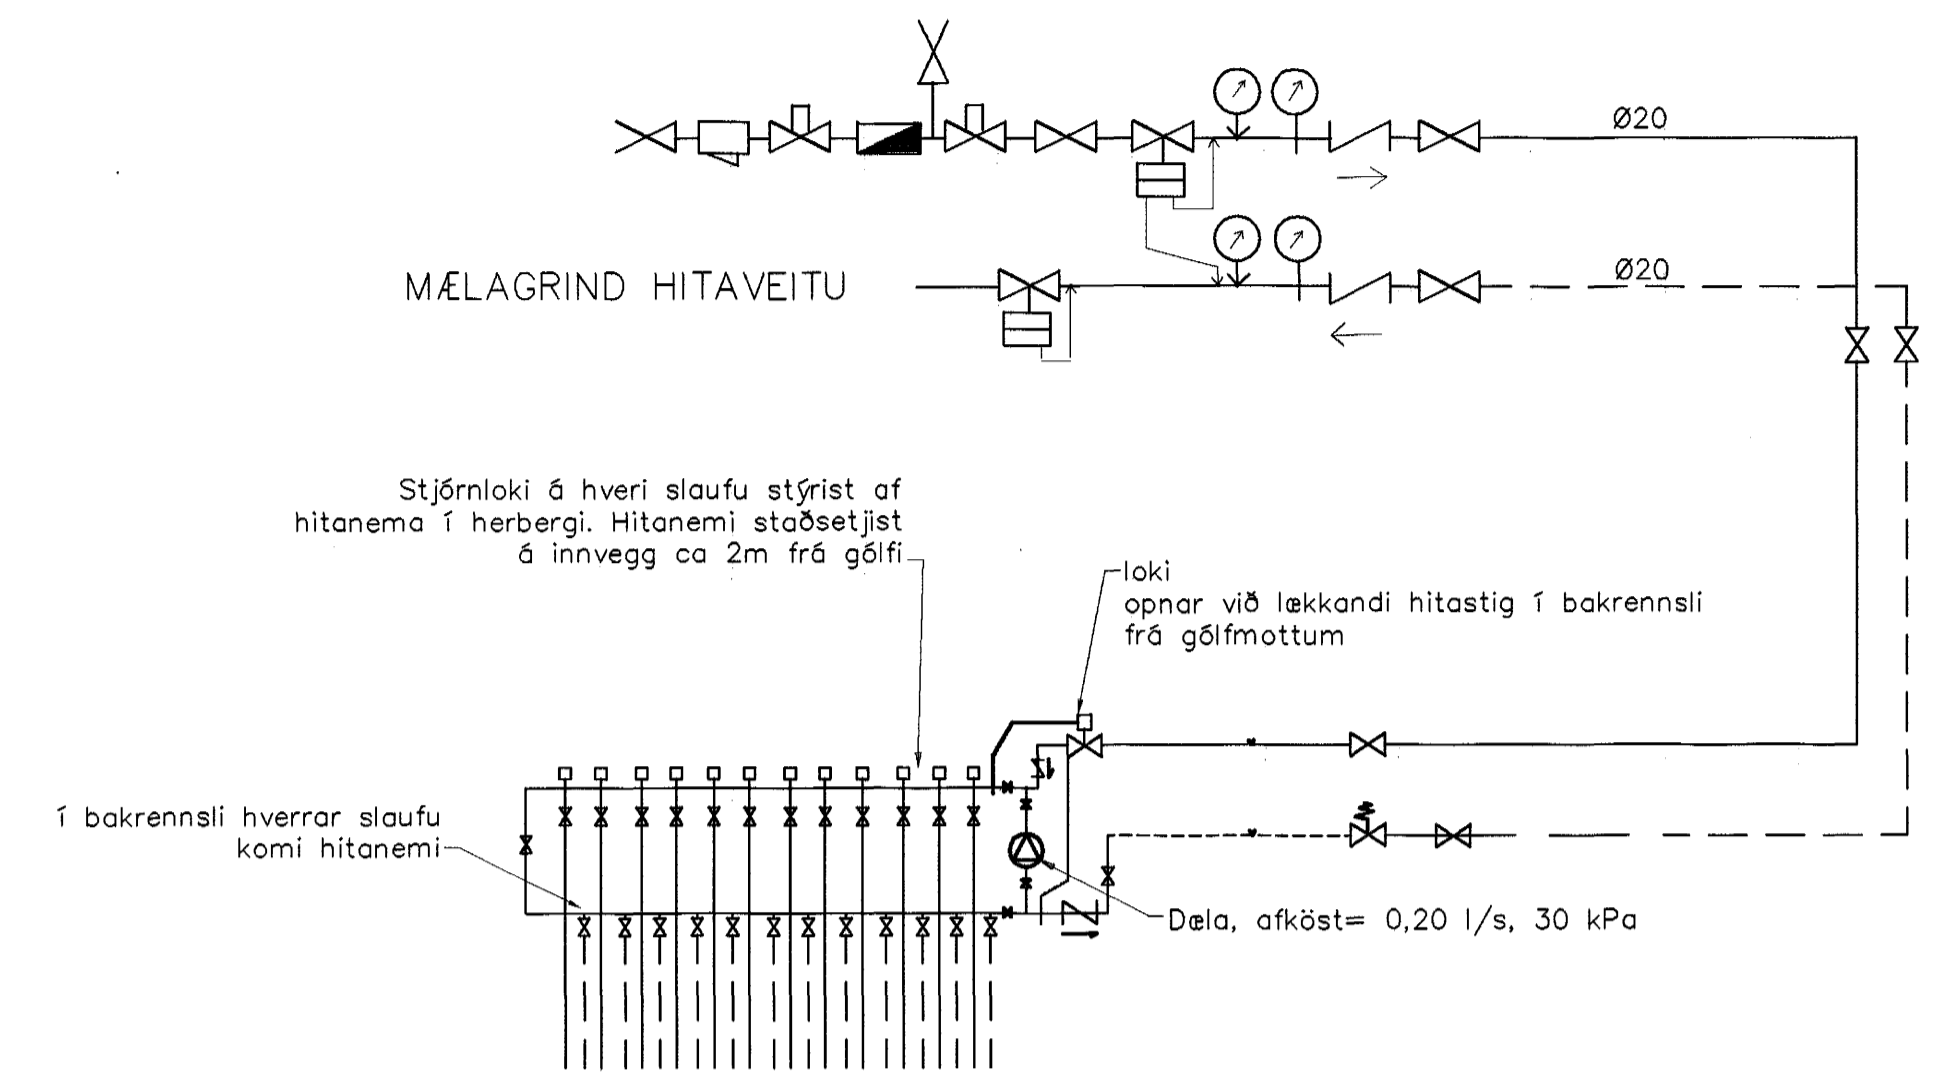 Ø20
MÆLAGRIND HITAVEITU
Ø20
Stjórnloki á hveri slaufu stýrist af
hitanema í herbergi. Hitanemi staðsetjist
á innvegg ca 2m frá gólfi
loki
opnar við lækkandi hitastig í bakrennsli
frá gólfmottum
í bakrennsli hverrar slaufu
komi hitanemi
Dæla, afköst= 0,20 l/s, 30 kPa